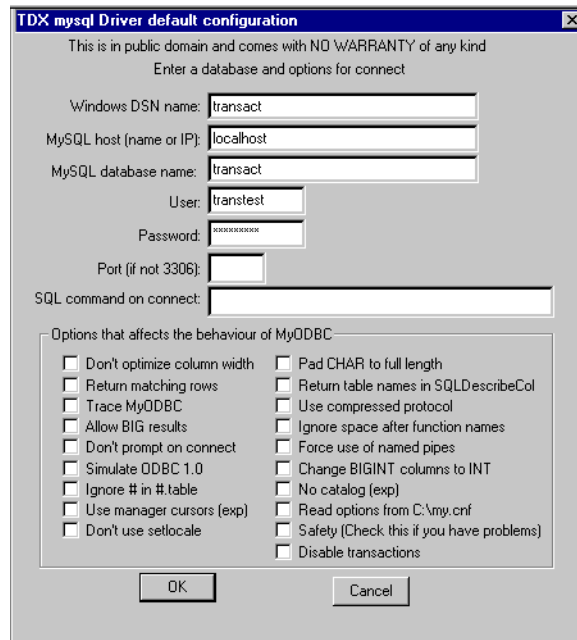 TDX mysql Driver default configuration
This is in public domain and comes with NO WARRANTY of any kind
Enter a database and options for connect
Windows DSN name: transact
MySQL host (name or IP): localhost
MySQL database name: transact
User: transtest
Password: *********
Port (if not 3306):
SQL command on connect:
Options that affects the behaviour of MyODBC
Don't optimize column width
Return matching rows
Trace MyODBC
Allow BIG results
Don't prompt on connect
Simulate ODBC 1.0
Ignore # in #.table
Use manager cursors (exp)
Don't use setlocale
Pad CHAR to full length
Return table names in SQLDescribeCol
Use compressed protocol
Ignore space after function names
Force use of named pipes
Change BIGINT columns to INT
No catalog (exp)
Read options from C:\my.cnf
Safety (Check this if you have problems)
Disable transactions
OK
Cancel